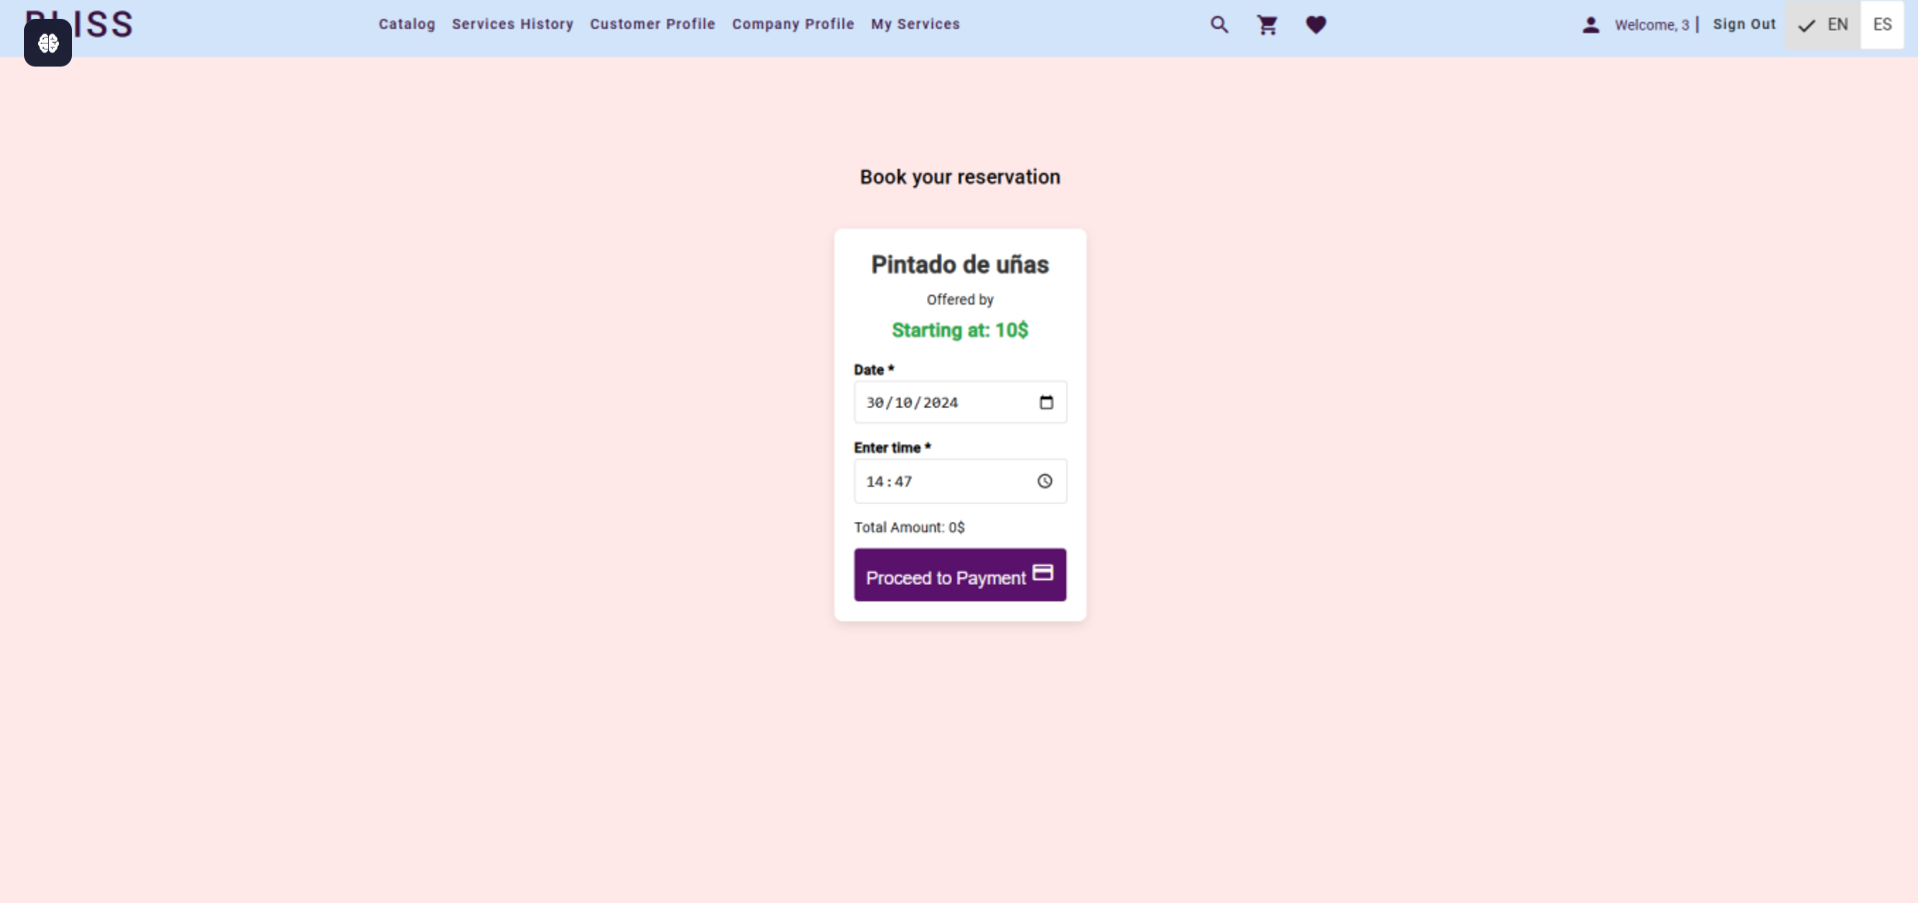 Catalog Services History Customer Profile Company Profile My Services Welcome, 3 | Sign Out EN ES
Book your reservation
Pintado de uñas
Offered by
Starting at: 10$
Date *
30/10/2024
Enter time *
14:47
Total Amount: 0$
Proceed to Payment